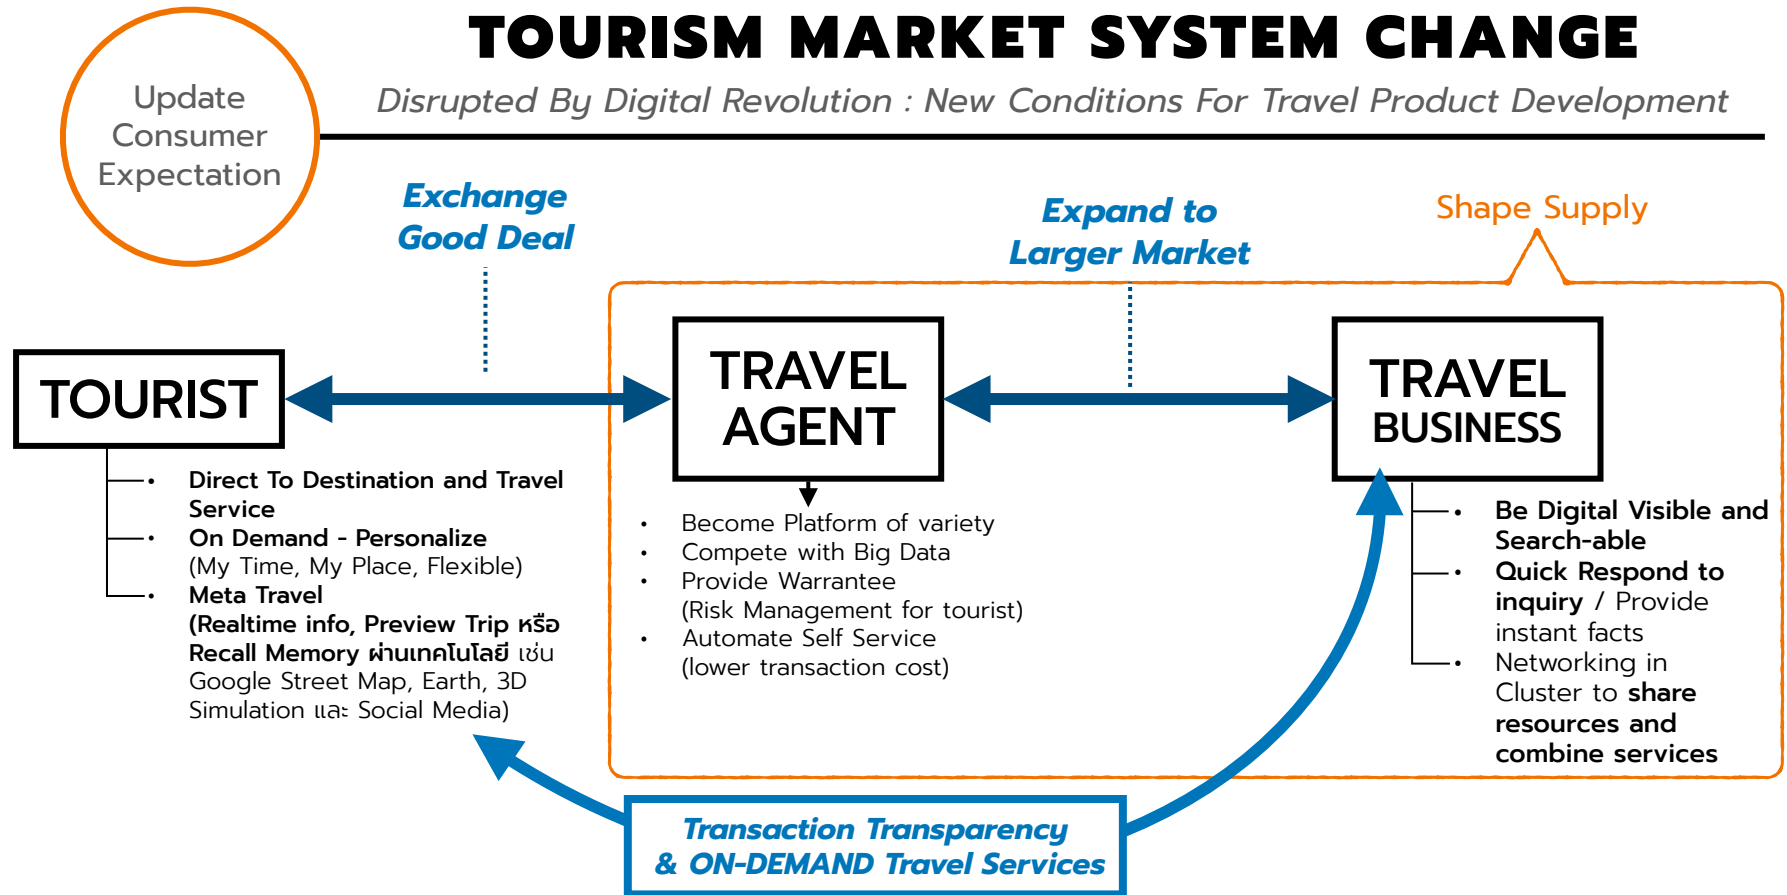 TOURISM MARKET SYSTEM CHANGE
Disrupted By Digital Revolution : New Conditions For Travel Product Development
Update
Consumer
Expectation
Exchange
Good Deal
Expand to
Larger Market
Shape Supply
TOURIST
• Direct To Destination and Travel
Service
• On Demand - Personalize
(My Time, My Place, Flexible)
• Meta Travel
(Realtime info, Preview Trip หรือ
Recall Memory ผ่านเทคโนโลยี เช่น
Google Street Map, Earth, 3D
Simulation และ Social Media)
TRAVEL
AGENT
• Become Platform of variety
• Compete with Big Data
• Provide Warrantee
(Risk Management for tourist)
• Automate Self Service
(lower transaction cost)
TRAVEL
BUSINESS
• Be Digital Visible and
Search-able
• Quick Respond to
inquiry / Provide
instant facts
• Networking in
Cluster to share
resources and
combine services
Transaction Transparency
& ON-DEMAND Travel Services